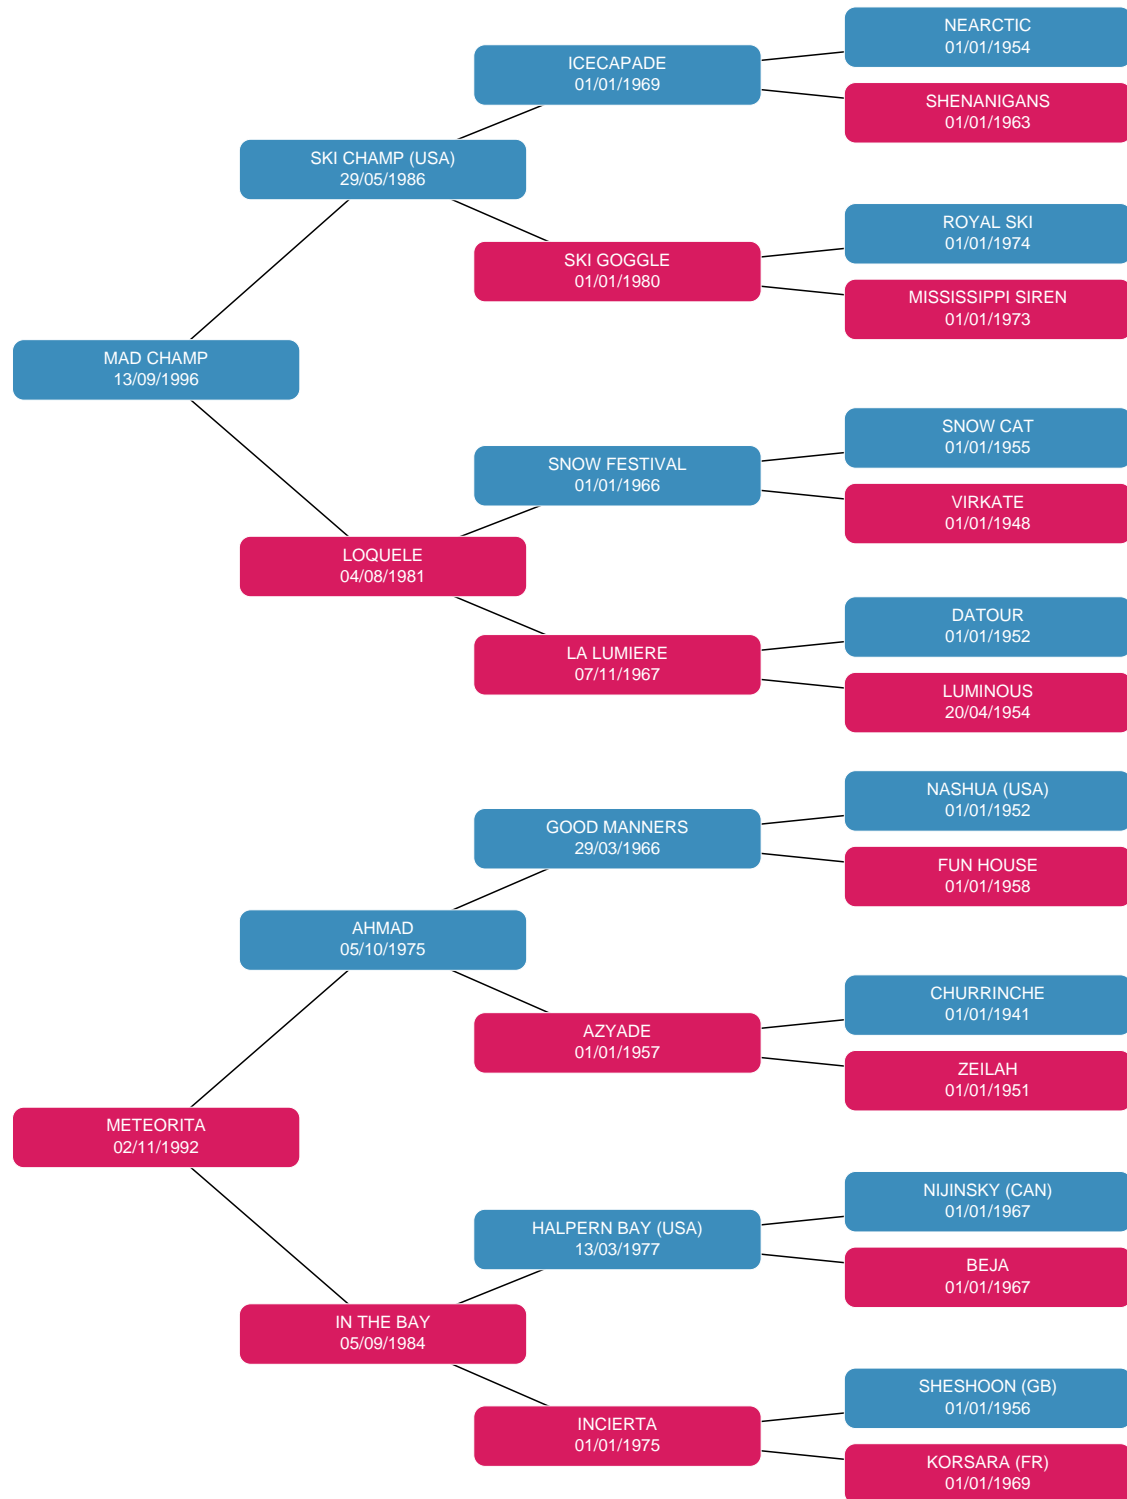 NEARCTIC
01/01/1954
ICECAPADE
01/01/1969
SHENANIGANS
01/01/1963
SKI CHAMP (USA)
29/05/1986
ROYAL SKI
01/01/1974
SKI GOGGLE
01/01/1980
MISSISSIPPI SIREN
01/01/1973
MAD CHAMP
13/09/1996
SNOW CAT
01/01/1955
SNOW FESTIVAL
01/01/1966
VIRKATE
01/01/1948
LOQUELE
04/08/1981
DATOUR
01/01/1952
LA LUMIERE
07/11/1967
LUMINOUS
20/04/1954
NASHUA (USA)
01/01/1952
GOOD MANNERS
29/03/1966
FUN HOUSE
01/01/1958
AHMAD
05/10/1975
CHURRINCHE
01/01/1941
AZYADE
01/01/1957
ZEILAH
01/01/1951
METEORITA
02/11/1992
NIJINSKY (CAN)
01/01/1967
HALPERN BAY (USA)
13/03/1977
BEJA
01/01/1967
IN THE BAY
05/09/1984
SHESHOON (GB)
01/01/1956
INCIERTA
01/01/1975
KORSARA (FR)
01/01/1969